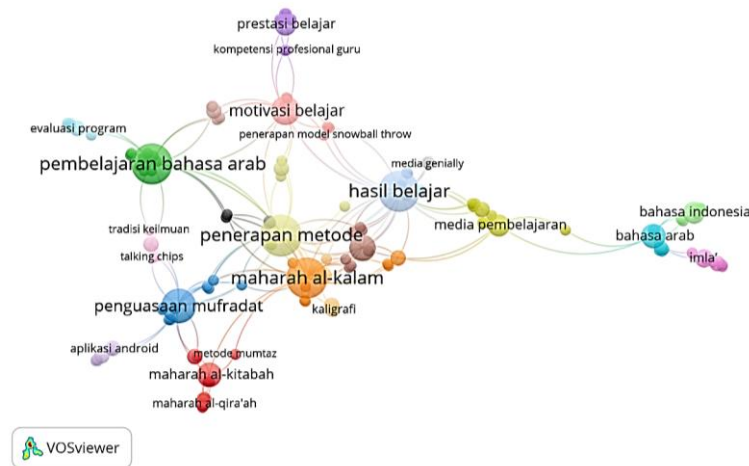 prestasi belajar
kompetensi profesional guru
motivasi belajar
evaluasi program
penerapan model snowball throw
pembelajaran bahasa arab
media genially
hasil belajar
bahasa indonesia
tradisi keilmuan
penerapan metode
media pembelajaran
bahasa arab
talking chips
imla'
maharah al-kalam
penguasaan mufradat
kaligrafi
aplikasi android
metode mumtaz
maharah al-kitabah
maharah al-qira'ah
VOSviewer